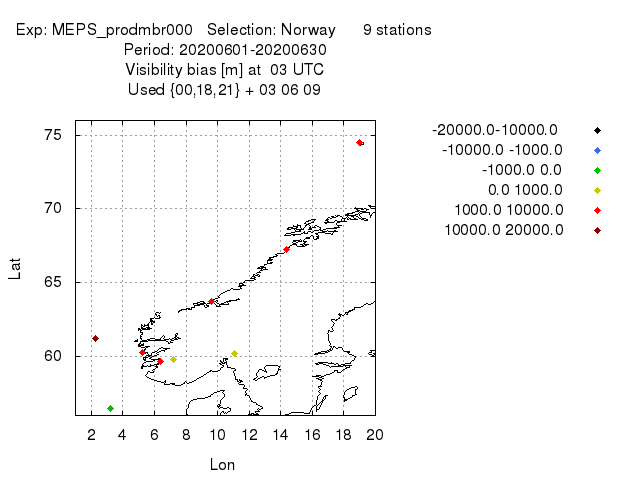 Exp: MEPS_prodmbr000 Selection: Norway 9 stations
Period: 20200601-20200630
Visibility bias [m] at 03 UTC
Used {00,18,21} + 03 06 09
-20000.0-10000.0
-10000.0 -1000.0
-1000.0 0.0
0.0 1000.0
1000.0 10000.0
10000.0 20000.0
75
70
65
60
Lat
2 4 6 8 10 12 14 16 18 20
Lon